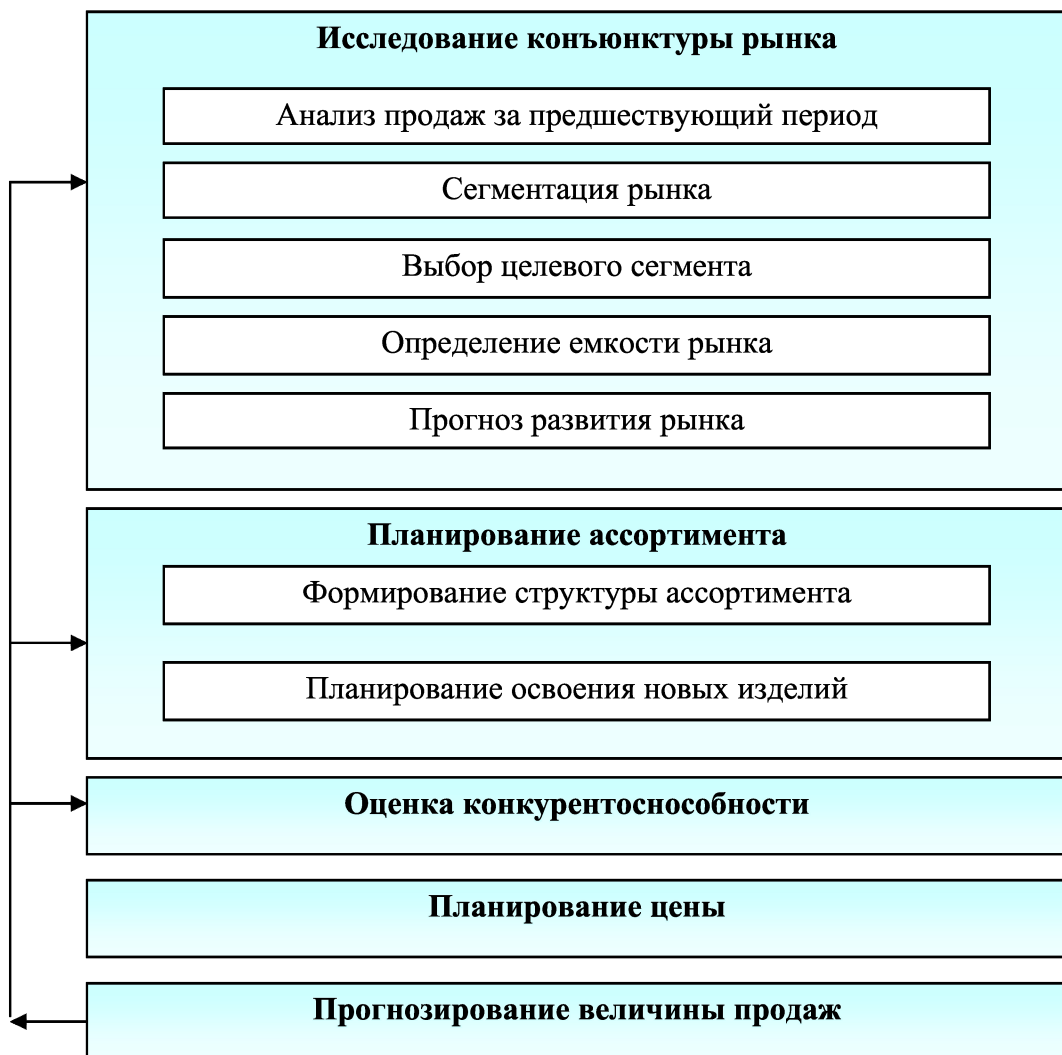 Исследование конъюнктуры рынка
Анализ продаж за предшествующий период
Сегментация рынка
Выбор целевого сегмента
Определение емкости рынка
Прогноз развития рынка
Планирование ассортимента
Формирование структуры ассортимента
Планирование освоения новых изделий
Оценка конкурентоснособности
Планирование цены
Прогнозирование величины продаж